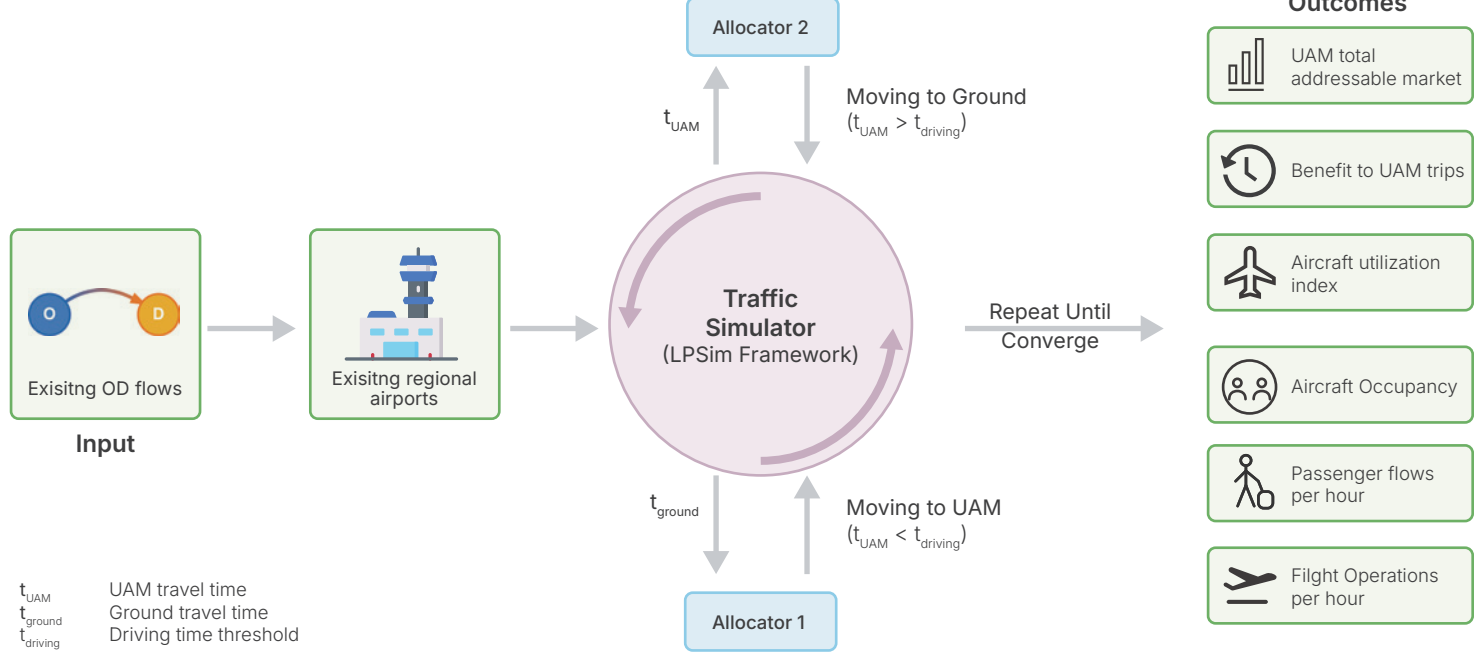 O
D
Exisitng OD flows
Input
Exisitng regional
airports
Allocator 2
t_UAM
Moving to Ground
(t_UAM > t_driving)
Traffic
Simulator
(LPSim Framework)
t_ground
Moving to UAM
(t_UAM < t_driving)
Allocator 1
Repeat Until
Converge
Outcomes
UAM total
addressable market
Benefit to UAM trips
Aircraft utilization
index
Aircraft Occupancy
Passenger flows
per hour
Filght Operations
per hour
t_UAM UAM travel time
t_ground Ground travel time
t_driving Driving time threshold